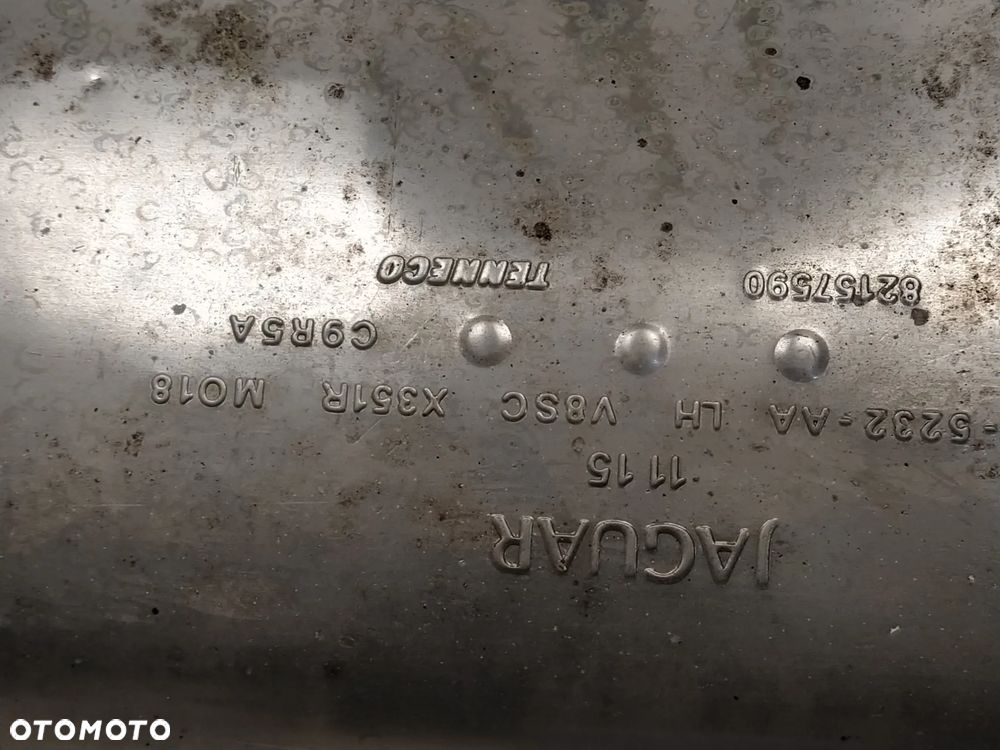 JAGUAR
11 15
-5232-AA LH V8SC X351R MO18
C9R5A
82157590 TENNECO
OTOMOTO